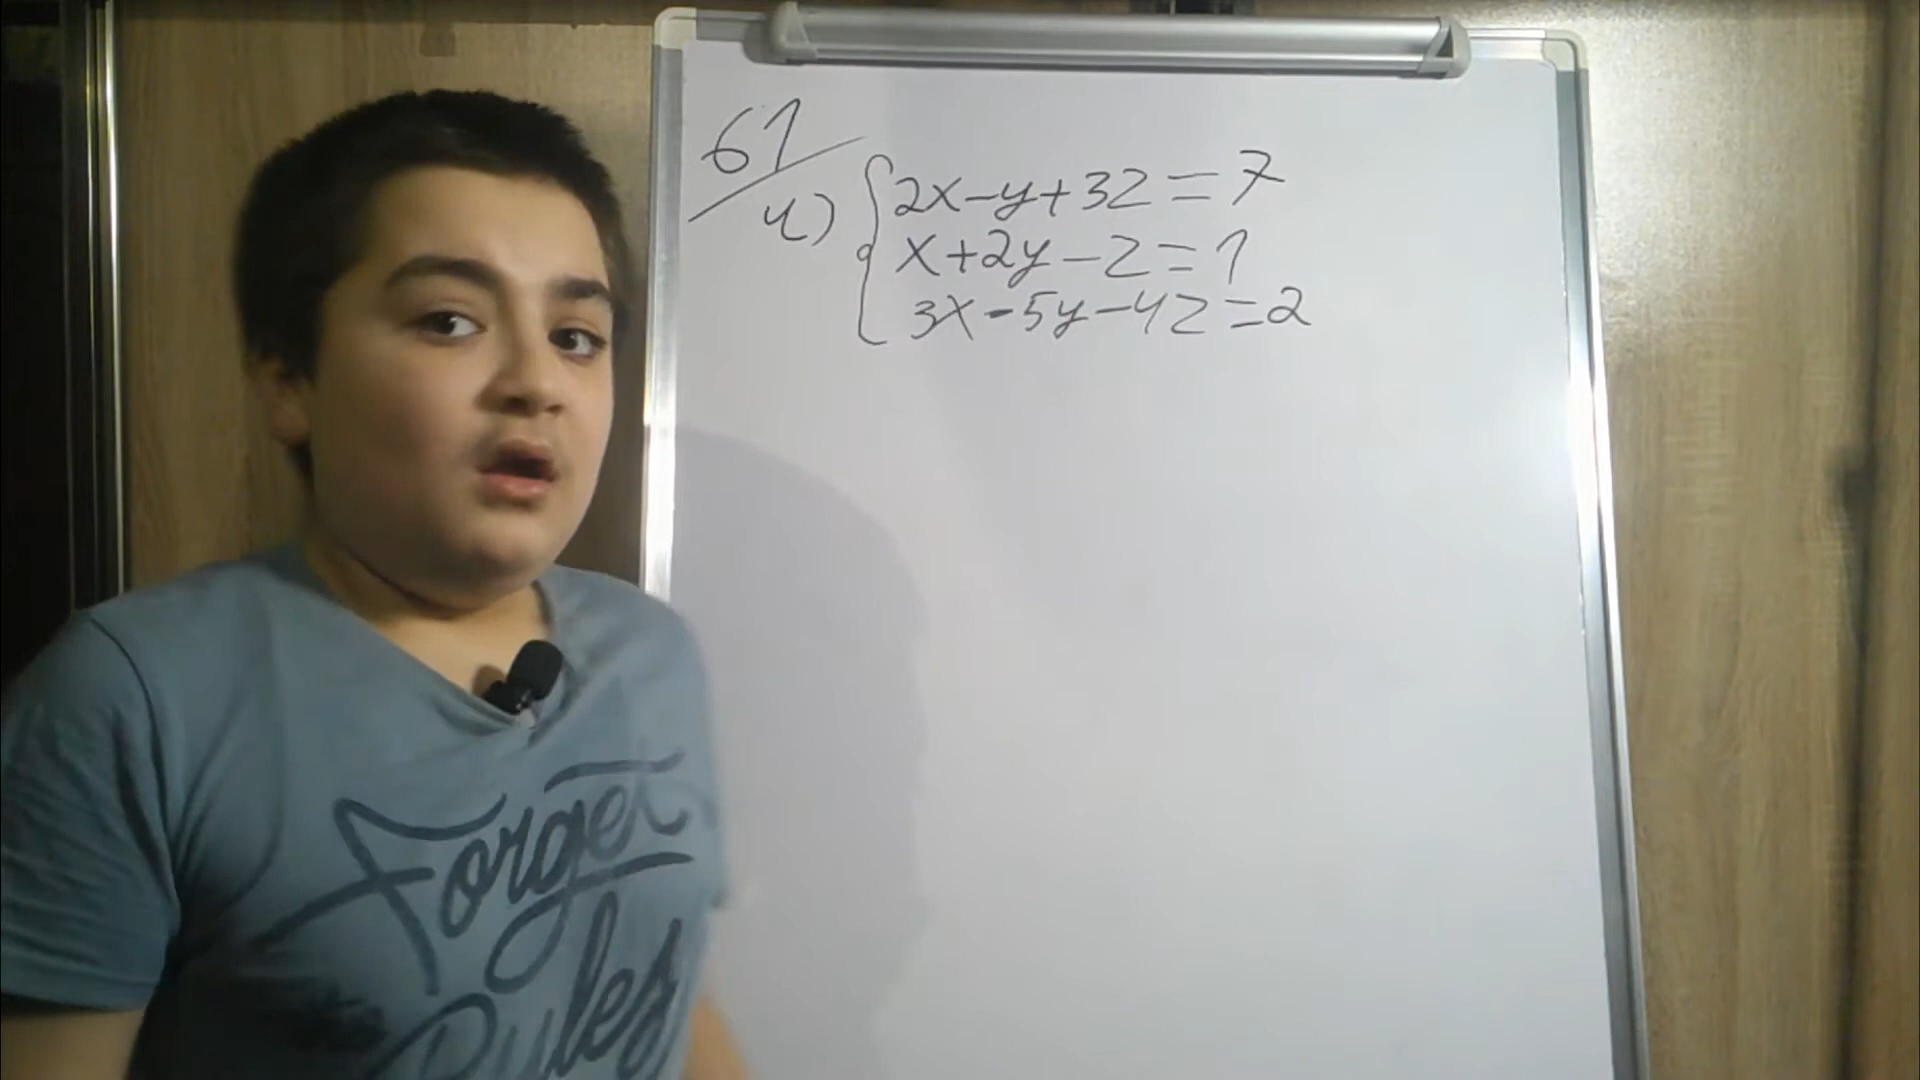 61
4) 2x-y+3z=7
x+2y-z=1
3x-5y-4z=2
Forget
Rules